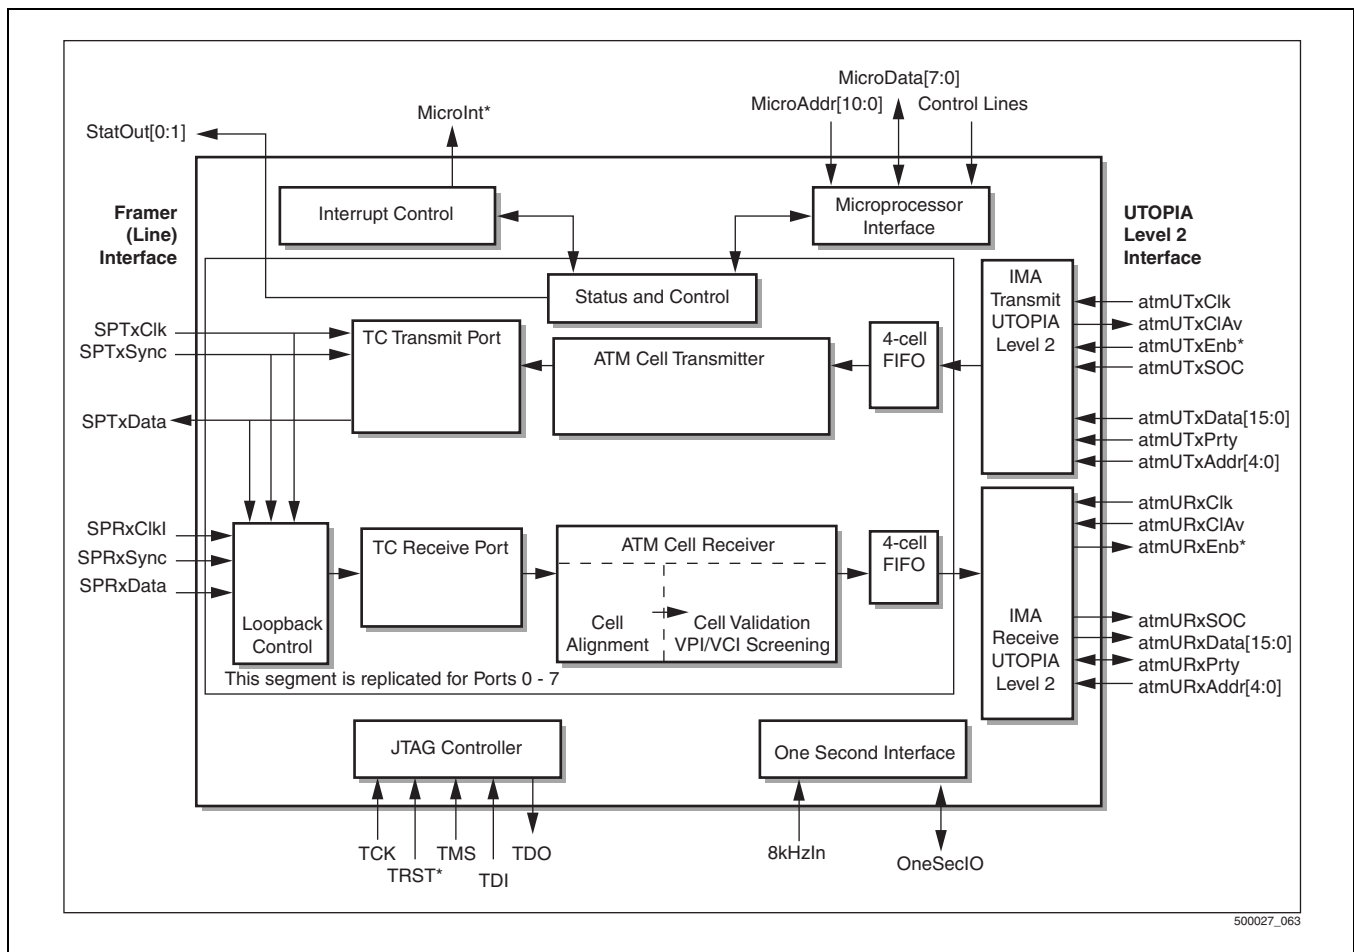 MicroData[7:0]
MicroAddr[10:0]
Control Lines
MicroInt*
StatOut[0:1]
Framer
(Line)
Interface
Interrupt Control
Microprocessor
Interface
UTOPIA
Level 2
Interface
Status and Control
SPTxClk
SPTxSync
SPTxData
TC Transmit Port
ATM Cell Transmitter
4-cell
FIFO
IMA
Transmit
UTOPIA
Level 2
atmUTxClk
atmUTxClAv
atmUTxEnb*
atmUTxSOC
atmUTxData[15:0]
atmUTxPrty
atmUTxAddr[4:0]
SPRxClkI
SPRxSync
SPRxData
Loopback
Control
TC Receive Port
ATM Cell Receiver
Cell
Alignment
Cell Validation
VPI/VCI Screening
4-cell
FIFO
IMA
Receive
UTOPIA
Level 2
atmURxClk
atmURxClAv
atmURxEnb*
atmURxSOC
atmURxData[15:0]
atmURxPrty
atmURxAddr[4:0]
This segment is replicated for Ports 0 - 7
JTAG Controller
One Second Interface
TCK
TRST*
TMS
TDI
TDO
8kHzIn
OneSecIO
500027_063